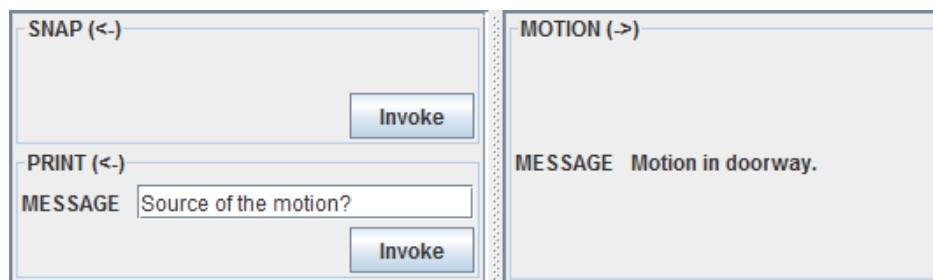 SNAP (<-)
Invoke
PRINT (<-)
MESSAGE Source of the motion?
Invoke
MOTION (->)
MESSAGE Motion in doorway.